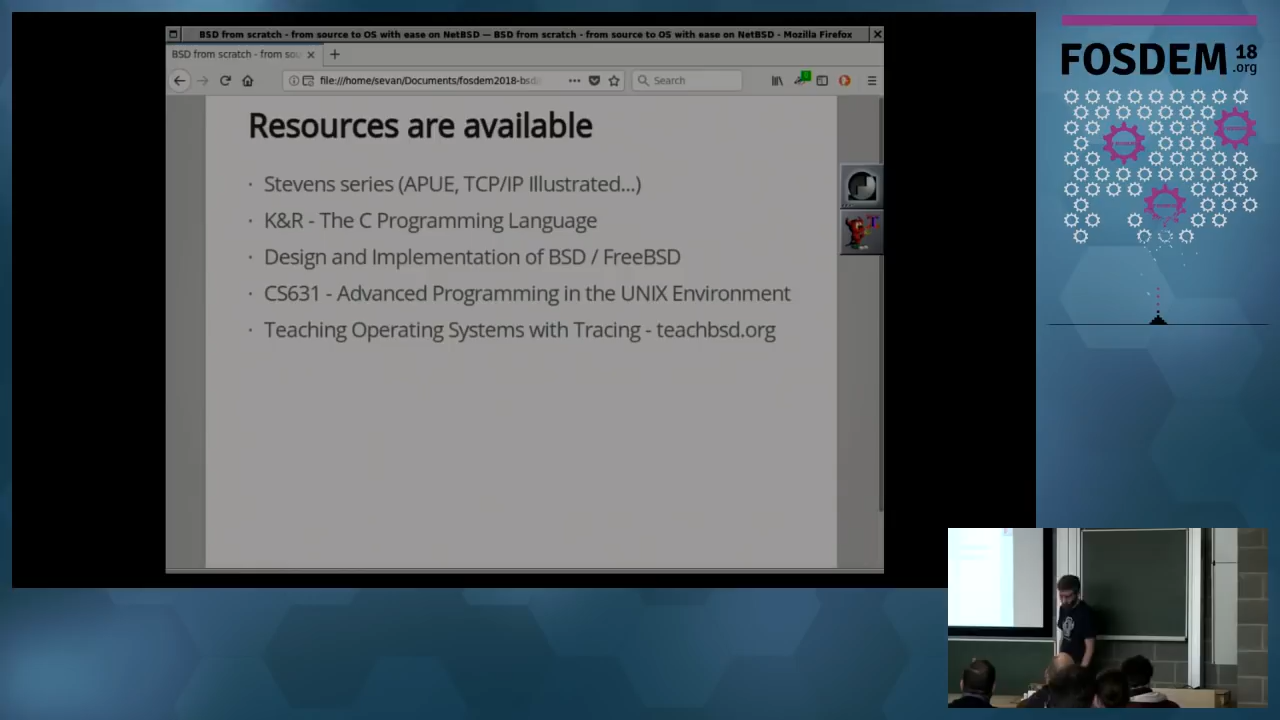 BSD from scratch - from source to OS with ease on NetBSD — BSD from scratch - from source to OS with ease on NetBSD - Mozilla Firefox
BSD from scratch - from sou
file:///home/sevan/Documents/fosdem2018-bsd
Search
Resources are available
· Stevens series (APUE, TCP/IP Illustrated...)
· K&R - The C Programming Language
· Design and Implementation of BSD / FreeBSD
· CS631 - Advanced Programming in the UNIX Environment
· Teaching Operating Systems with Tracing - teachbsd.org
FOSDEM 18
.org